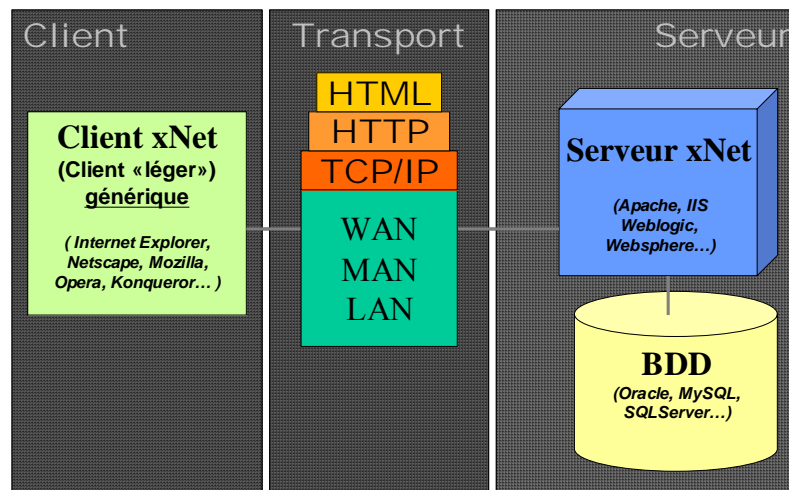 Client
Transport
Serveur
Client xNet
(Client «léger»)
générique
( Internet Explorer,
Netscape, Mozilla,
Opera, Konqueror… )
HTML
HTTP
TCP/IP
WAN
MAN
LAN
Serveur xNet
(Apache, IIS
Weblogic,
Websphere…)
BDD
(Oracle, MySQL,
SQLServer…)